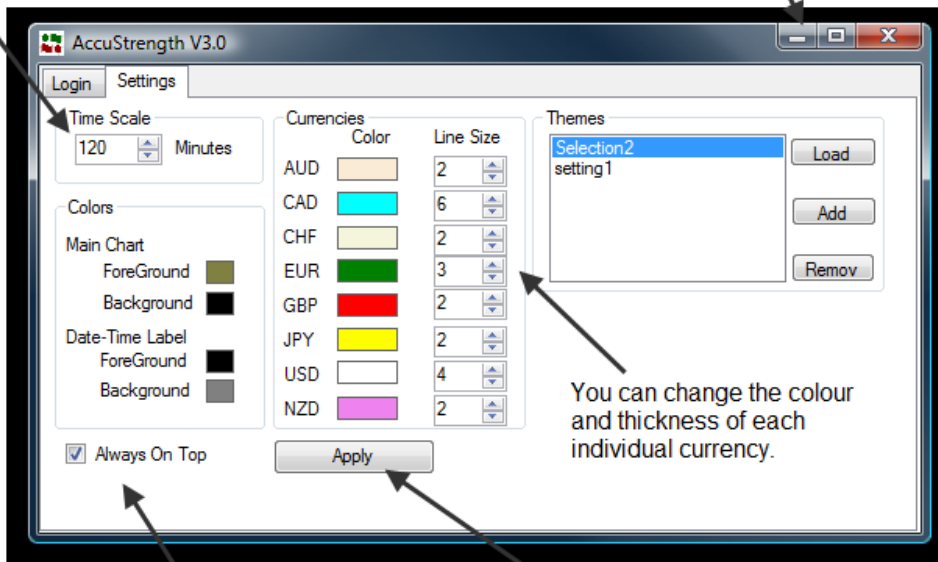 AccuStrength V3.0
Login Settings
Time Scale
120 Minutes
Colors
Main Chart
ForeGround
Background
Date-Time Label
ForeGround
Background
Always On Top
Currencies
Color Line Size
AUD 2
CAD 6
CHF 2
EUR 3
GBP 2
JPY 2
USD 4
NZD 2
Apply
Themes
Selection2
setting1
Load
Add
Remov
You can change the colour
and thickness of each
individual currency.